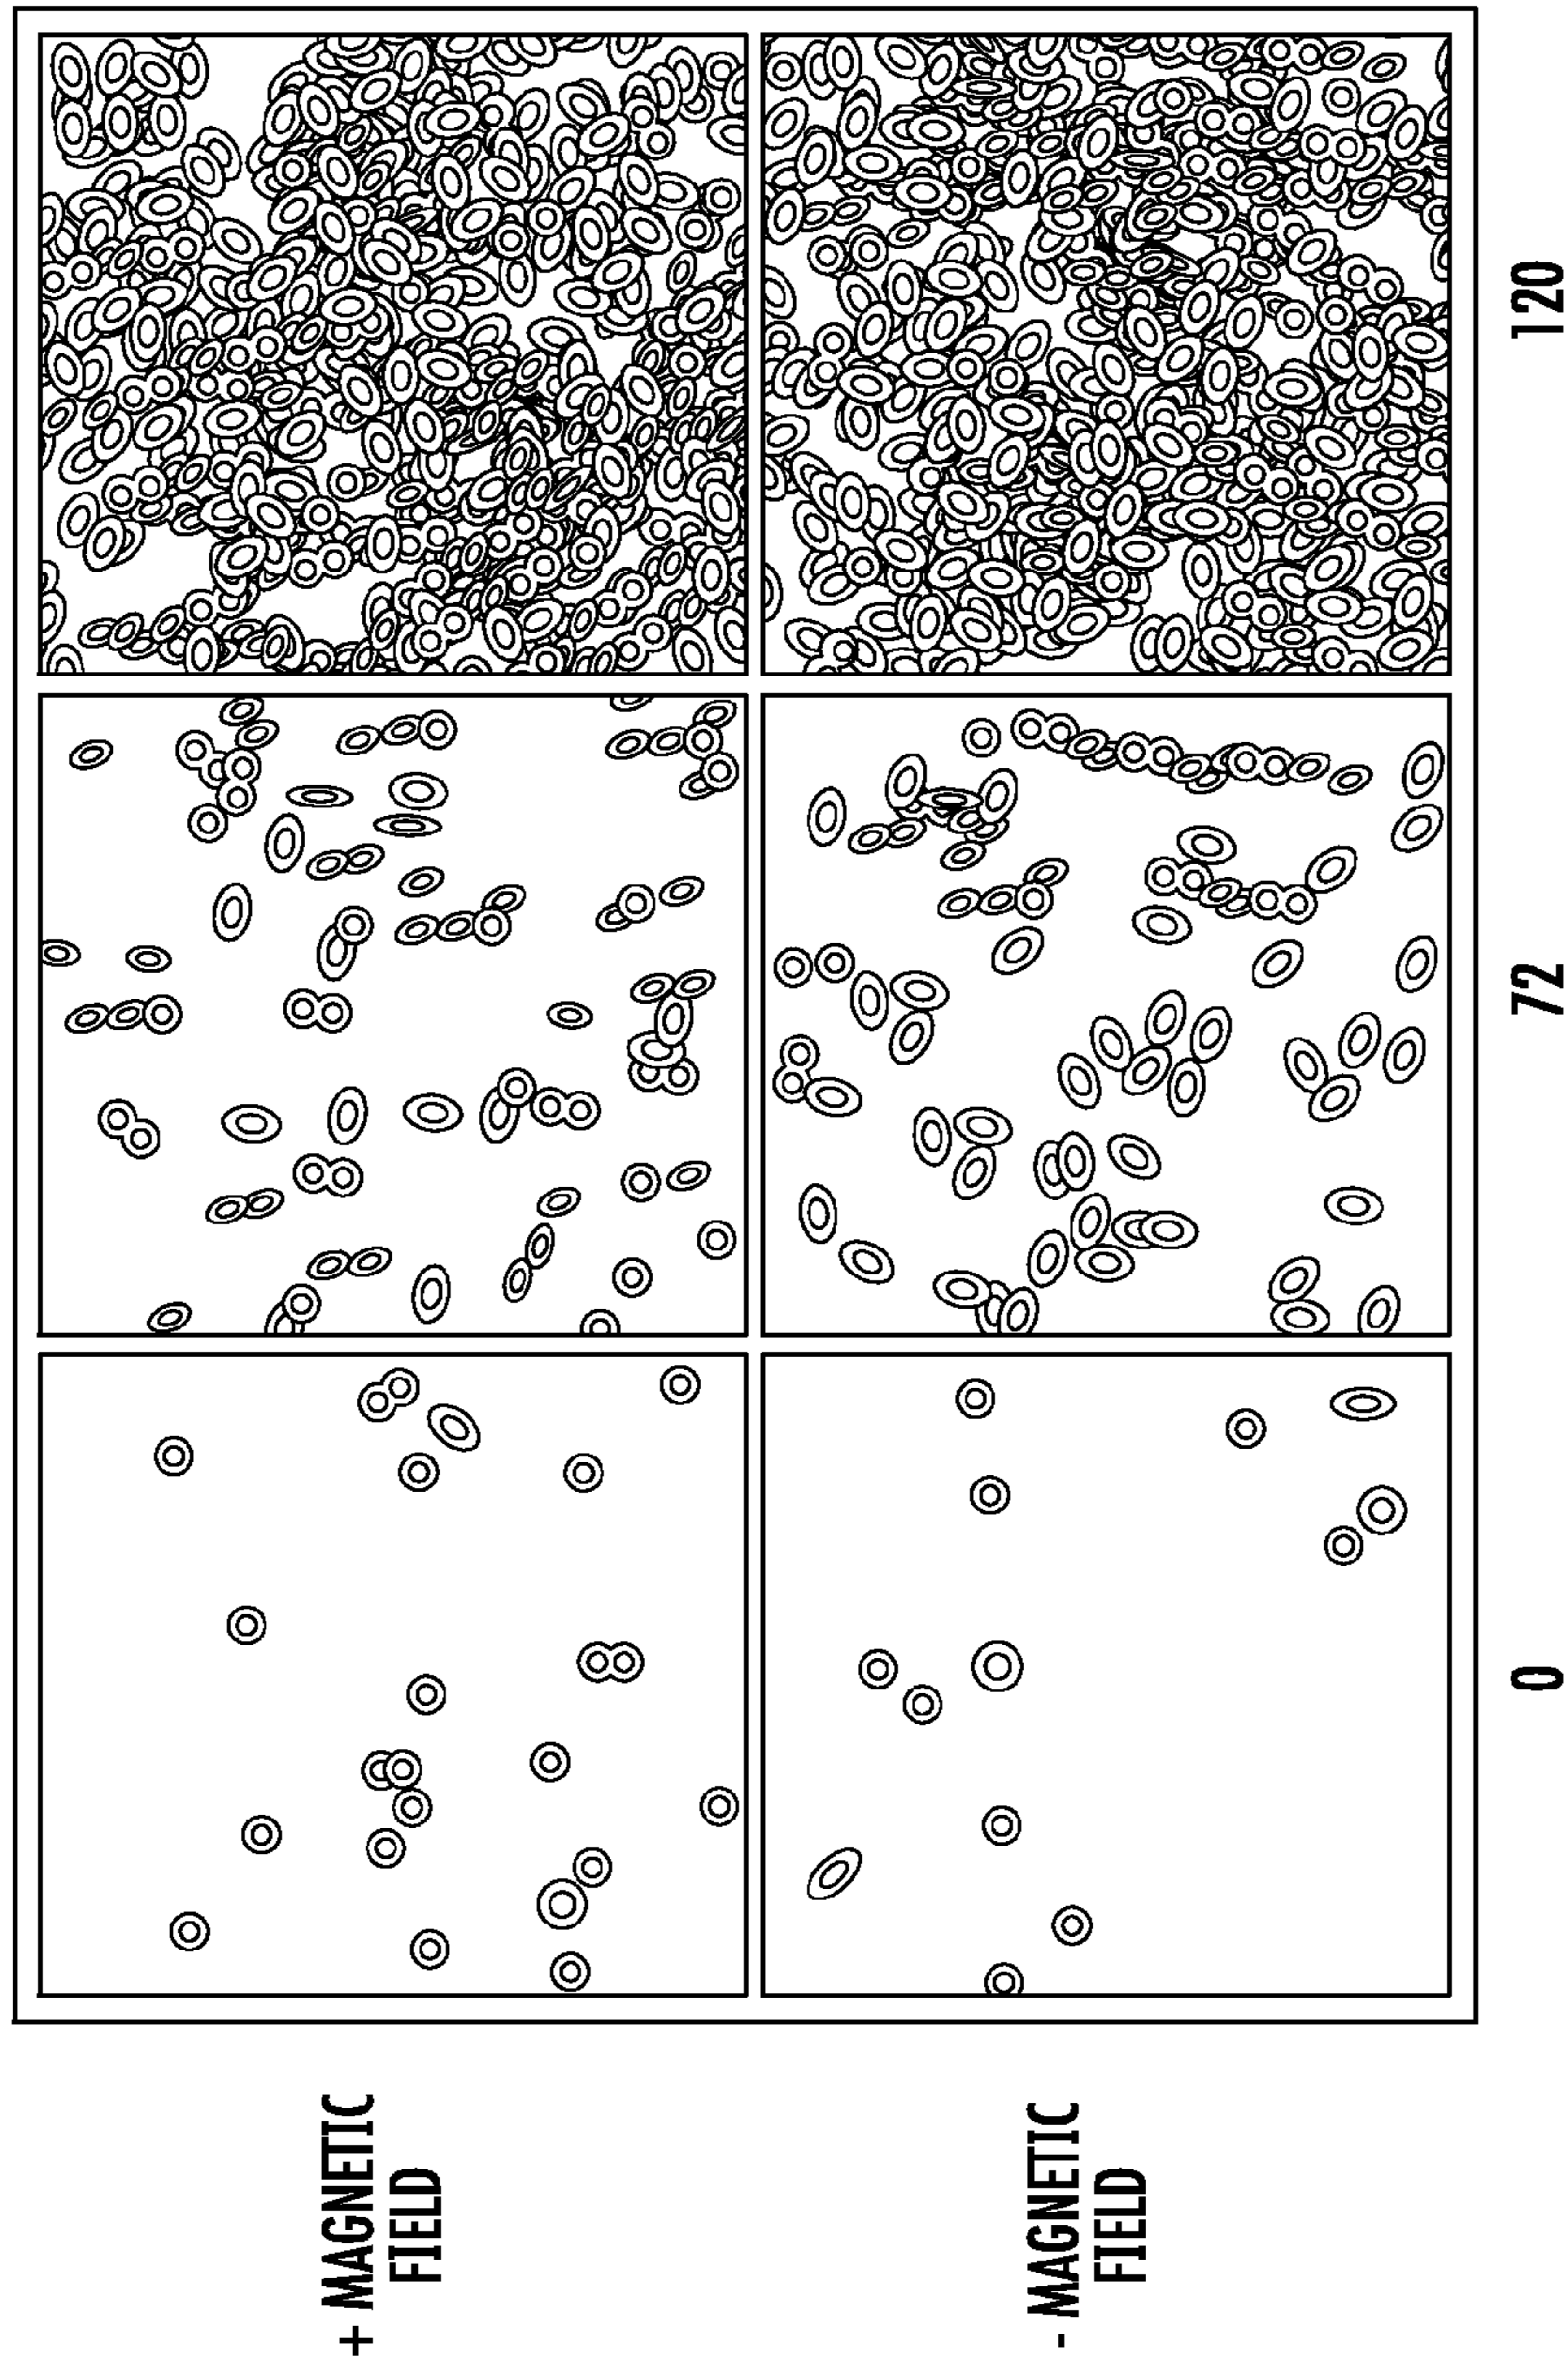 + MAGNETIC
FIELD
- MAGNETIC
FIELD
0
72
120